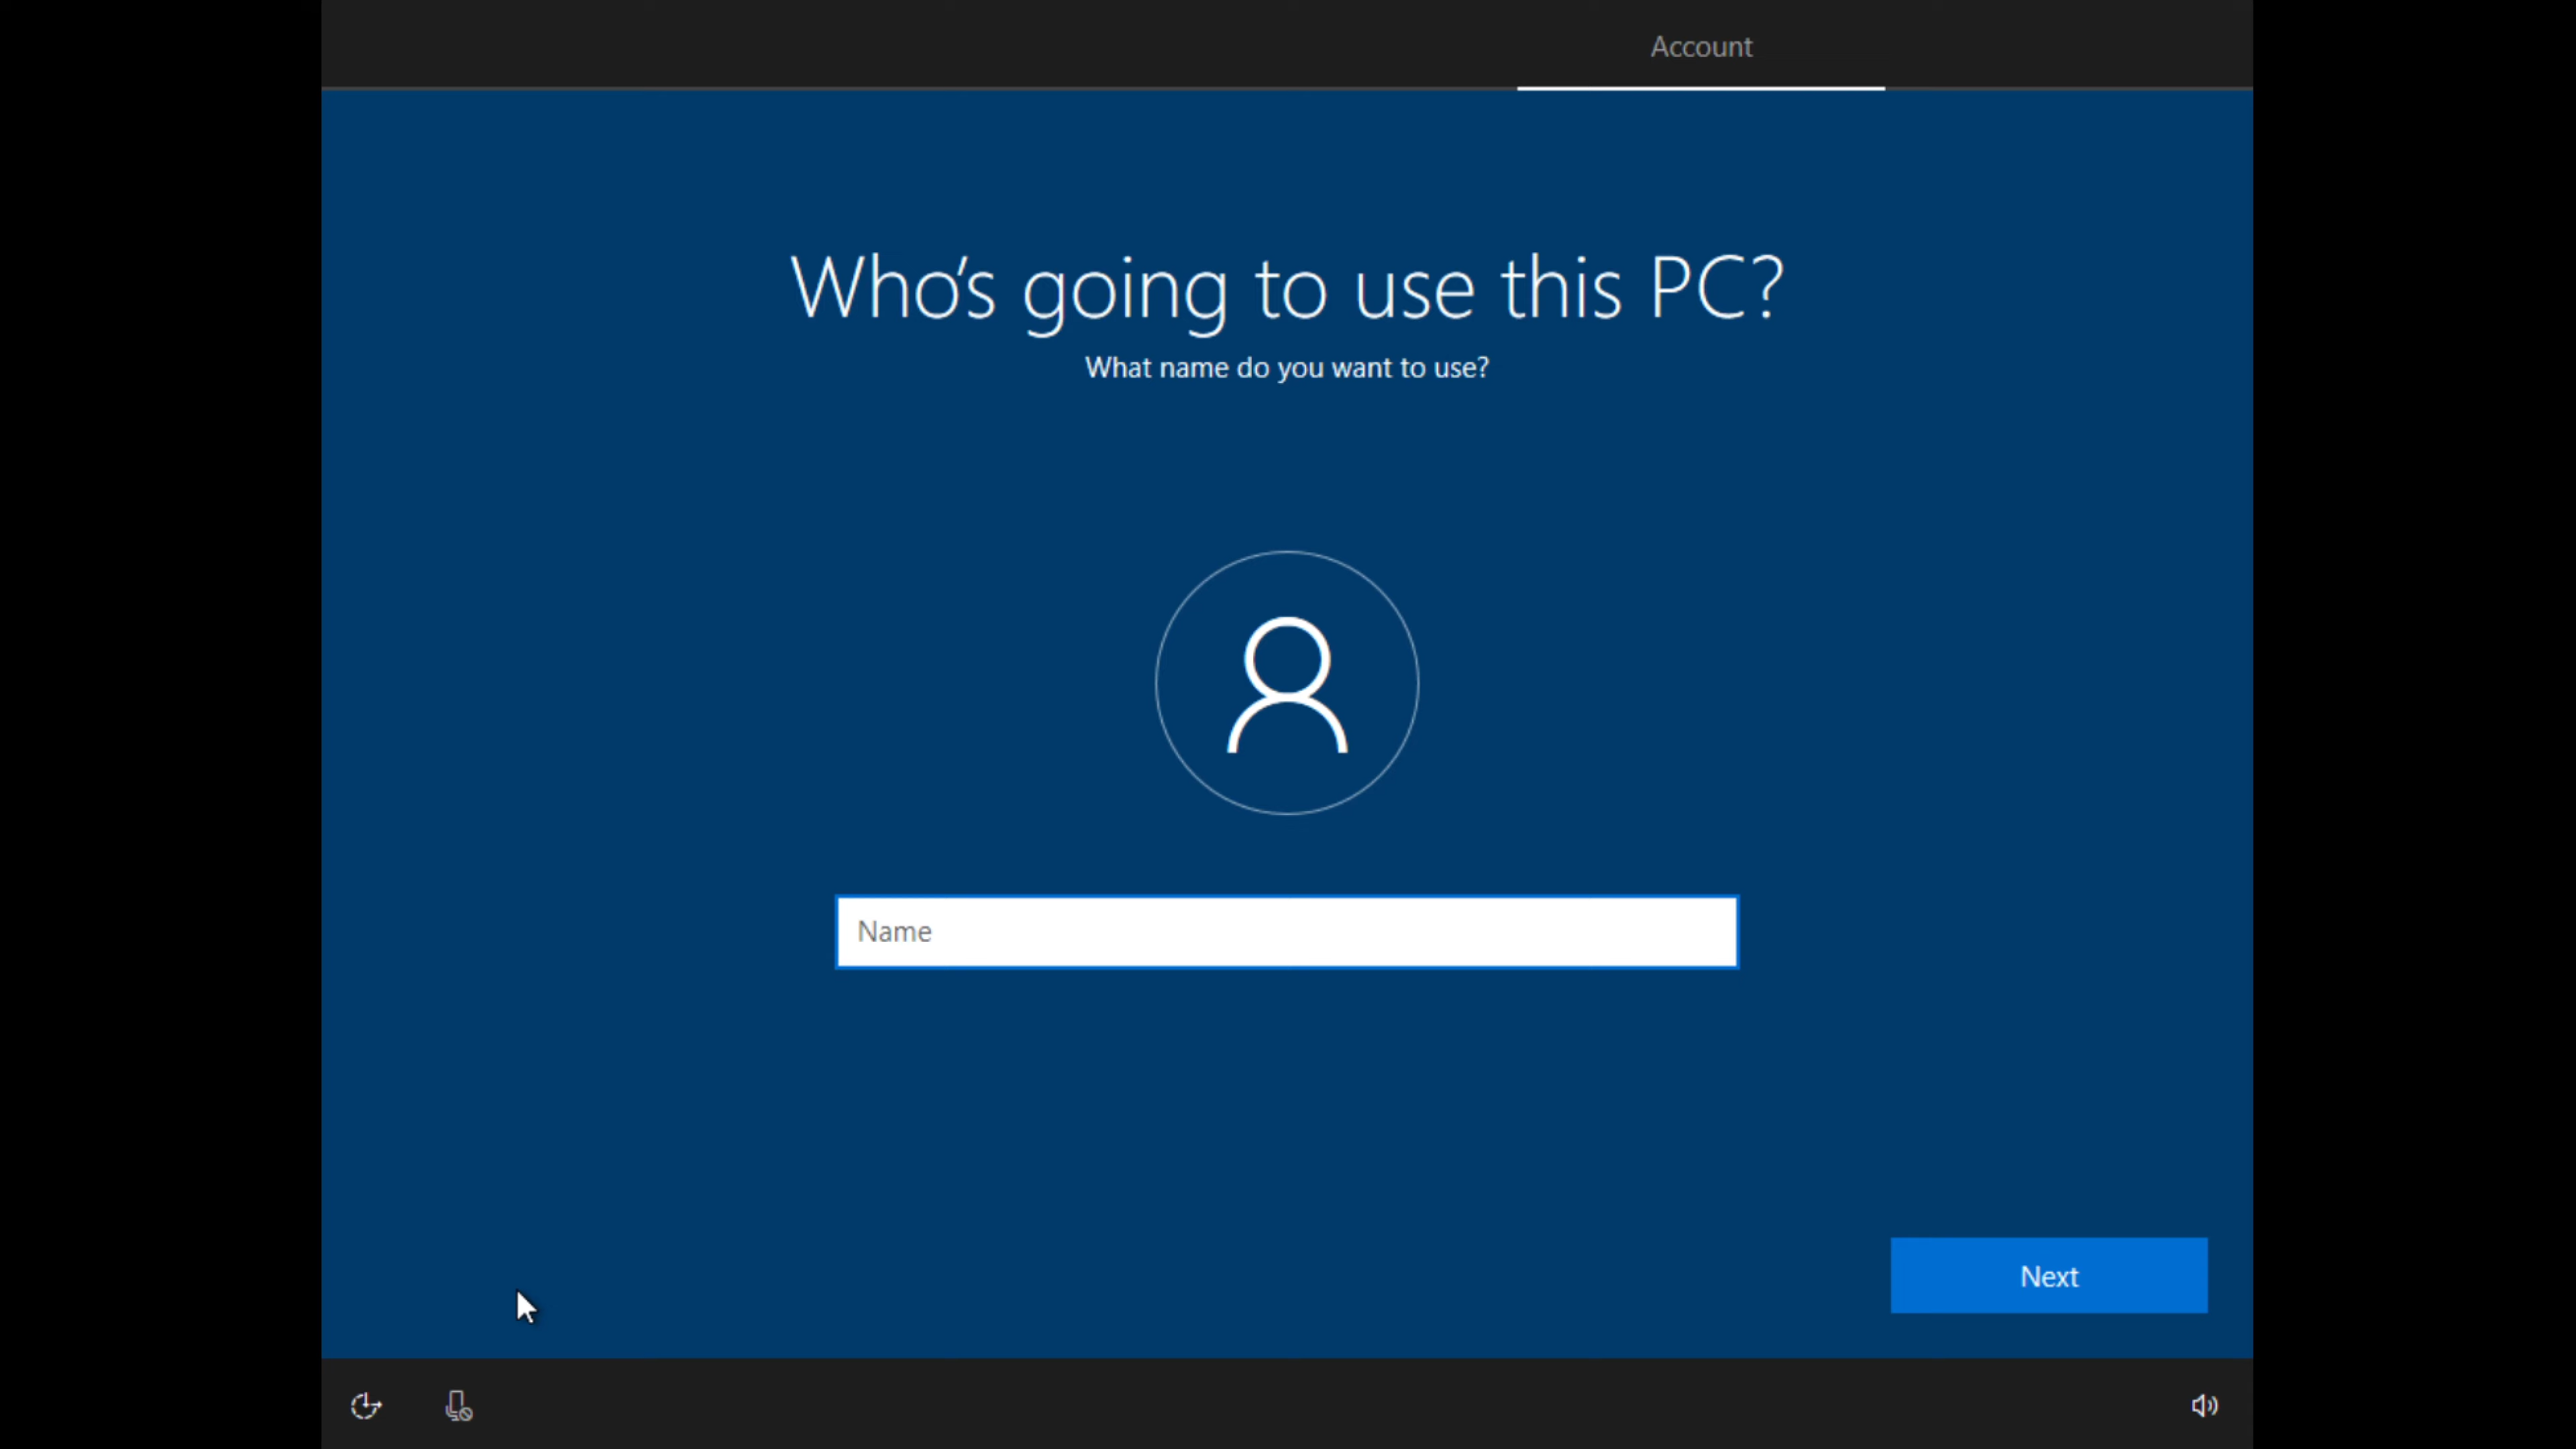 Account
Who's going to use this PC?
What name do you want to use?
Name
Next